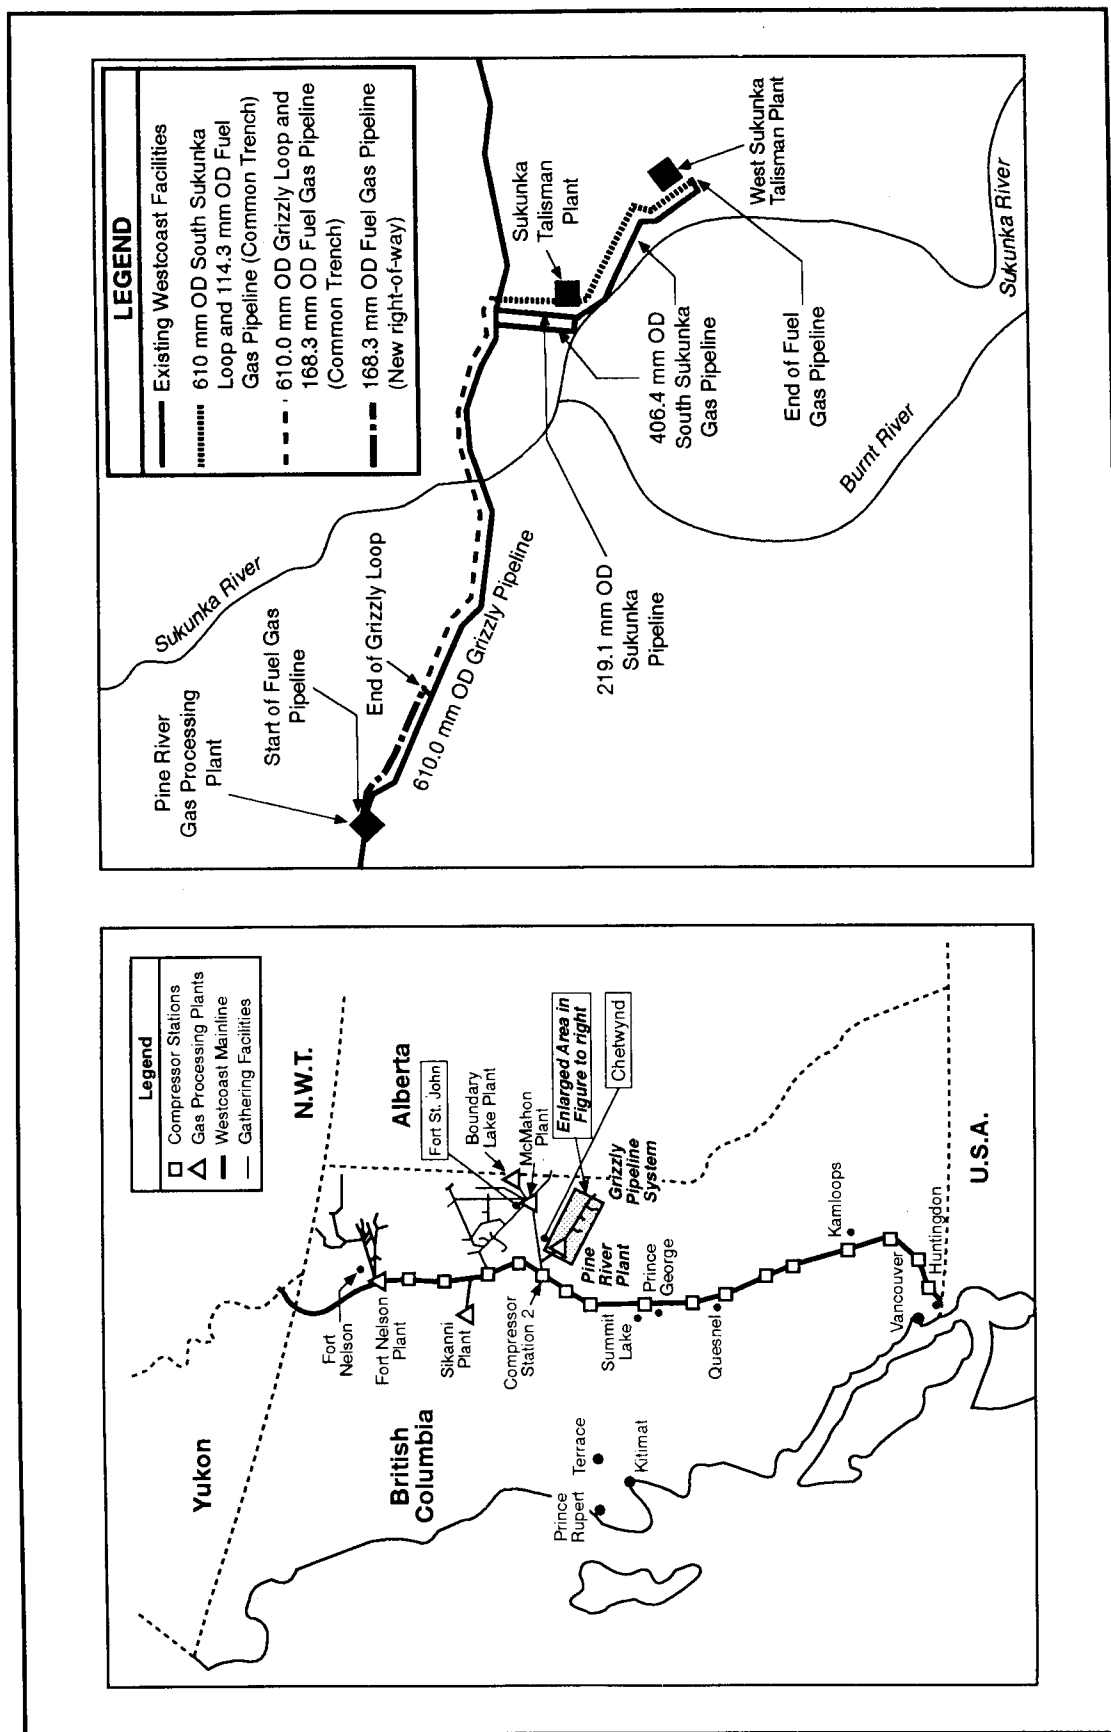 Legend
Compressor Stations
Gas Processing Plants
Westcoast Mainline
Gathering Facilities
Yukon
N.W.T.
British
Columbia
Alberta
U.S.A.
Fort
Nelson
Fort Nelson
Plant
Sikanni
Plant
Compressor
Station 2
Fort St. John
Boundary
Lake Plant
McMahon
Plant
Enlarged Area in
Figure to right
Chetwynd
Grizzly
Pipeline
System
Pine
River
Plant
Summit
Lake
Prince
George
Quesnel
Kamloops
Vancouver
Huntingdon
Prince
Rupert
Terrace
Kitimat
LEGEND
Existing Westcoast Facilities
610 mm OD South Sukunka
Loop and 114.3 mm OD Fuel
Gas Pipeline (Common Trench)
610.0 mm OD Grizzly Loop and
168.3 mm OD Fuel Gas Pipeline
(Common Trench)
168.3 mm OD Fuel Gas Pipeline
(New right-of-way)
Pine River
Gas Processing
Plant
Start of Fuel Gas
Pipeline
Sukunka River
End of Grizzly Loop
610.0 mm OD Grizzly Pipeline
219.1 mm OD
Sukunka
Pipeline
406.4 mm OD
South Sukunka
Gas Pipeline
Sukunka
Talisman
Plant
West Sukunka
Talisman Plant
End of Fuel
Gas Pipeline
Burnt River
Sukunka River